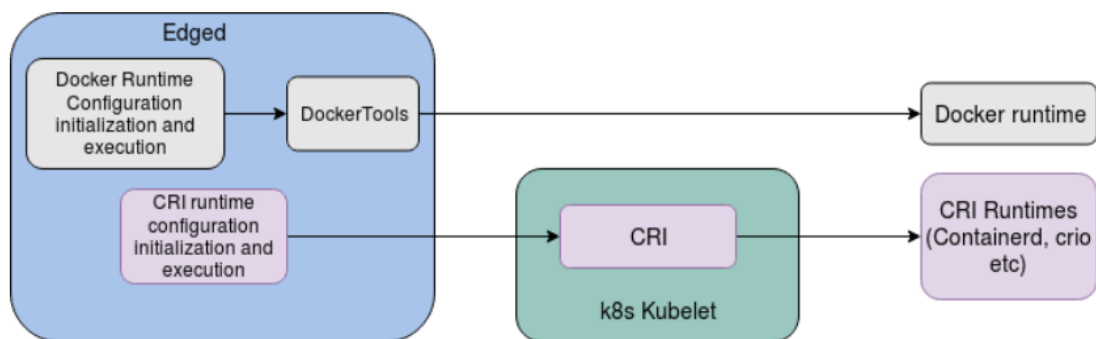 Edged
Docker Runtime
Configuration
initialization and
execution
DockerTools
Docker runtime
CRI runtime
configuration
initialization and
execution
CRI
k8s Kubelet
CRI Runtimes
(Containerd, crio
etc)